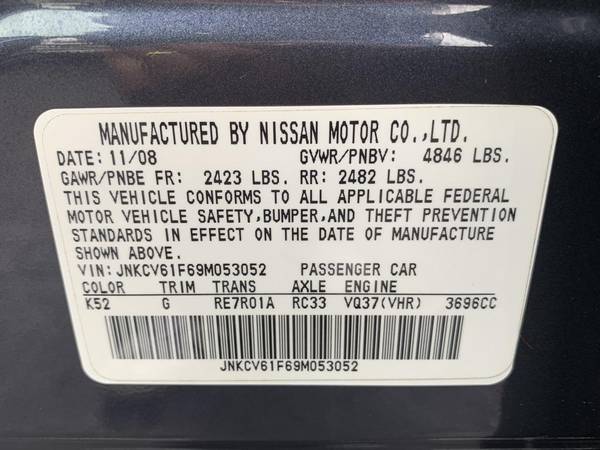 MANUFACTURED BY NISSAN MOTOR CO.,LTD.
DATE: 11/08 GVWR/PNBV: 4846 LBS.
GAWR/PNBE FR: 2423 LBS. RR: 2482 LBS.
THIS VEHICLE CONFORMS TO ALL APPLICABLE FEDERAL
MOTOR VEHICLE SAFETY,BUMPER,AND THEFT PREVENTION
STANDARDS IN EFFECT ON THE DATE OF MANUFACTURE
SHOWN ABOVE.
VIN: JNKCV61F69M053052 PASSENGER CAR
COLOR TRIM TRANS AXLE ENGINE
K52 G RE7R01A RC33 VQ37(VHR) 3696CC
JNKCV61F69M053052